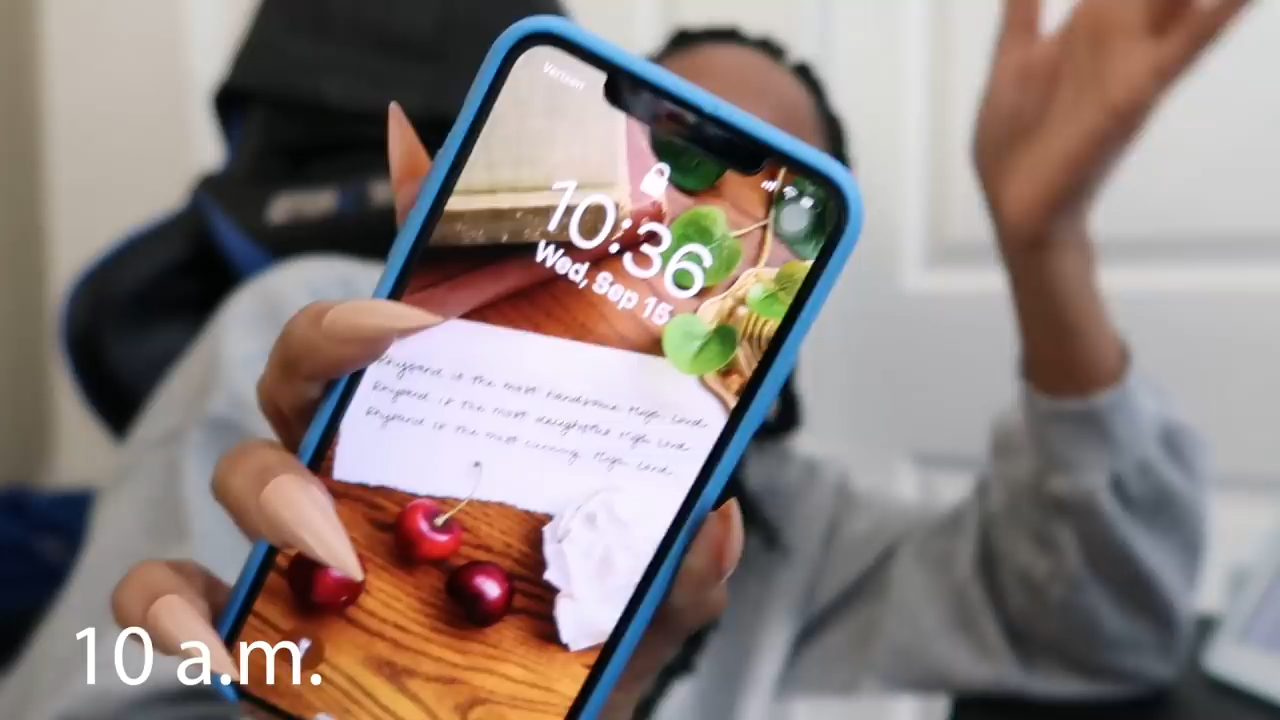 Verizon
10:36
Wed, Sep 15
Rhysand is the most handsome High Lord
Rhysand is the most delightful High Lord
Rhysand is the most cunning High Lord
10 a.m.